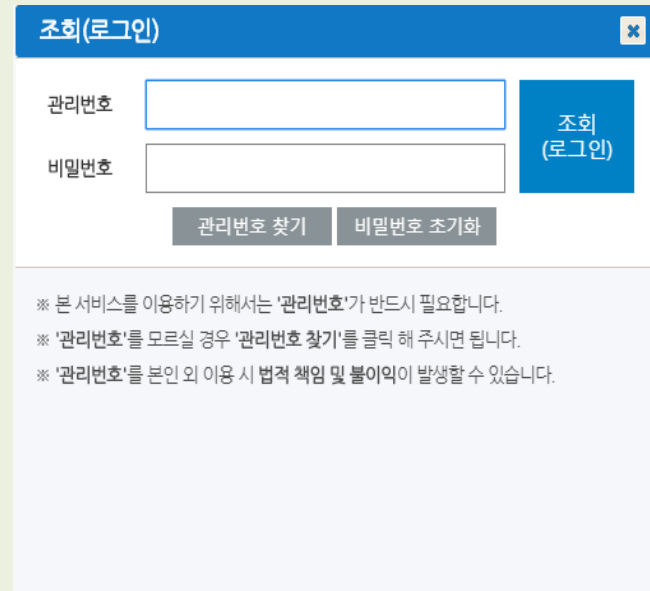 조회(로그인)
관리번호
비밀번호
조회
(로그인)
관리번호 찾기 비밀번호 초기화
※ 본 서비스를 이용하기 위해서는 '관리번호'가 반드시 필요합니다.
※ '관리번호'를 모르실 경우 '관리번호 찾기'를 클릭 해 주시면 됩니다.
※ '관리번호'를 본인 외 이용 시 법적 책임 및 불이익이 발생할 수 있습니다.